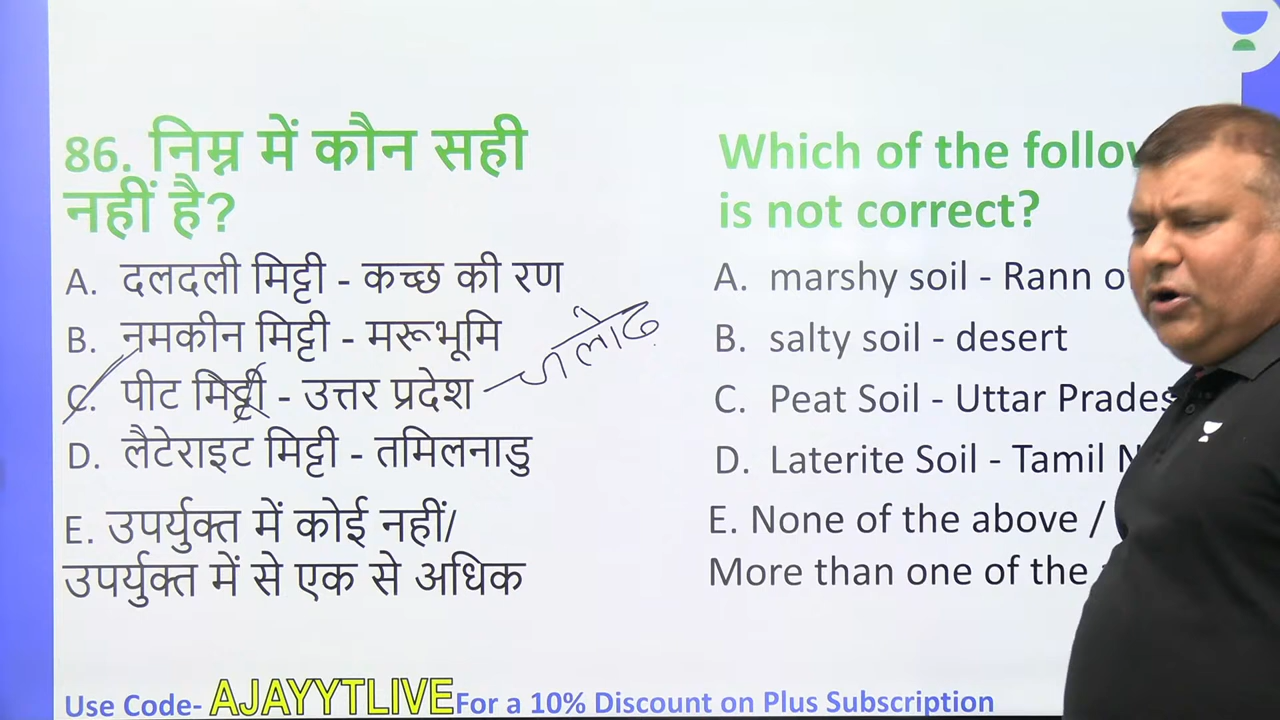 86. निम्न में कौन सही
नहीं है?
A. दलदली मिट्टी - कच्छ की रण
B. नमकीन मिट्टी - मरूभूमि
C. पीट मिट्टी - उत्तर प्रदेश
जलोढ़
D. लैटेराइट मिट्टी - तमिलनाडु
E. उपर्युक्त में कोई नहीं/
उपर्युक्त में से एक से अधिक
Which of the follow
is not correct?
A. marshy soil - Rann o
B. salty soil - desert
C. Peat Soil - Uttar Prades
D. Laterite Soil - Tamil N
E. None of the above /
More than one of the
Use Code- AJAYYTLIVE For a 10% Discount on Plus Subscription